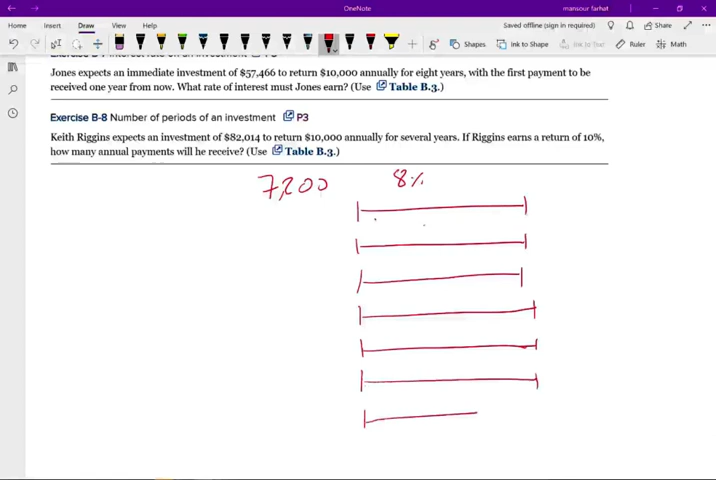 OneNote
mansour farhat
Home Insert Draw View Help
Saved offline (sign in required)
Share
Shapes Ink to Shape Ink to Text Ruler Math
Jones expects an immediate investment of $57,466 to return $10,000 annually for eight years, with the first payment to be
received one year from now. What rate of interest must Jones earn? (Use Table B.3.)
Exercise B-8 Number of periods of an investment P3
Keith Riggins expects an investment of $82,014 to return $10,000 annually for several years. If Riggins earns a return of 10%,
how many annual payments will he receive? (Use Table B.3.)
7,200 8%